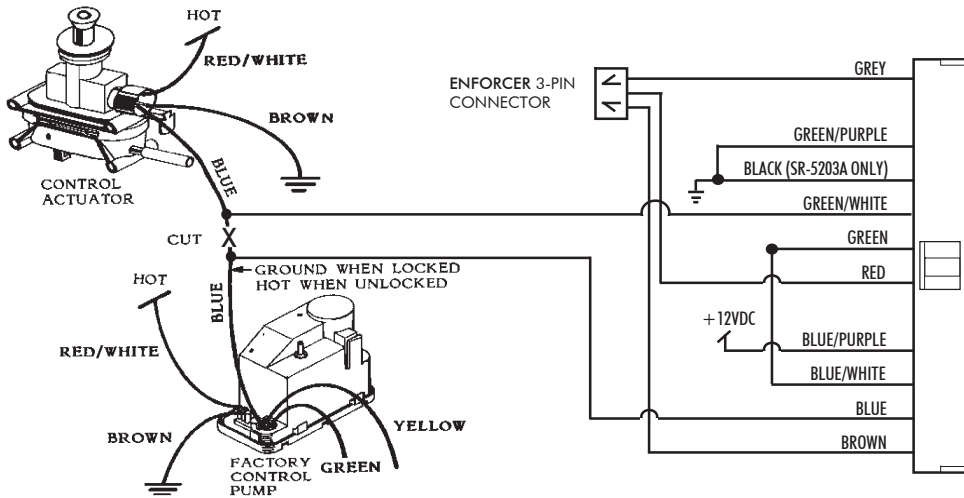 HOT
RED/WHITE
BROWN
BLUE
CONTROL
ACTUATOR
CUT
GROUND WHEN LOCKED
HOT WHEN UNLOCKED
HOT
BLUE
RED/WHITE
BROWN
YELLOW
GREEN
FACTORY
CONTROL
PUMP
ENFORCER 3-PIN
CONNECTOR
GREY
GREEN/PURPLE
BLACK (SR-5203A ONLY)
GREEN/WHITE
GREEN
RED
+12VDC
BLUE/PURPLE
BLUE/WHITE
BLUE
BROWN